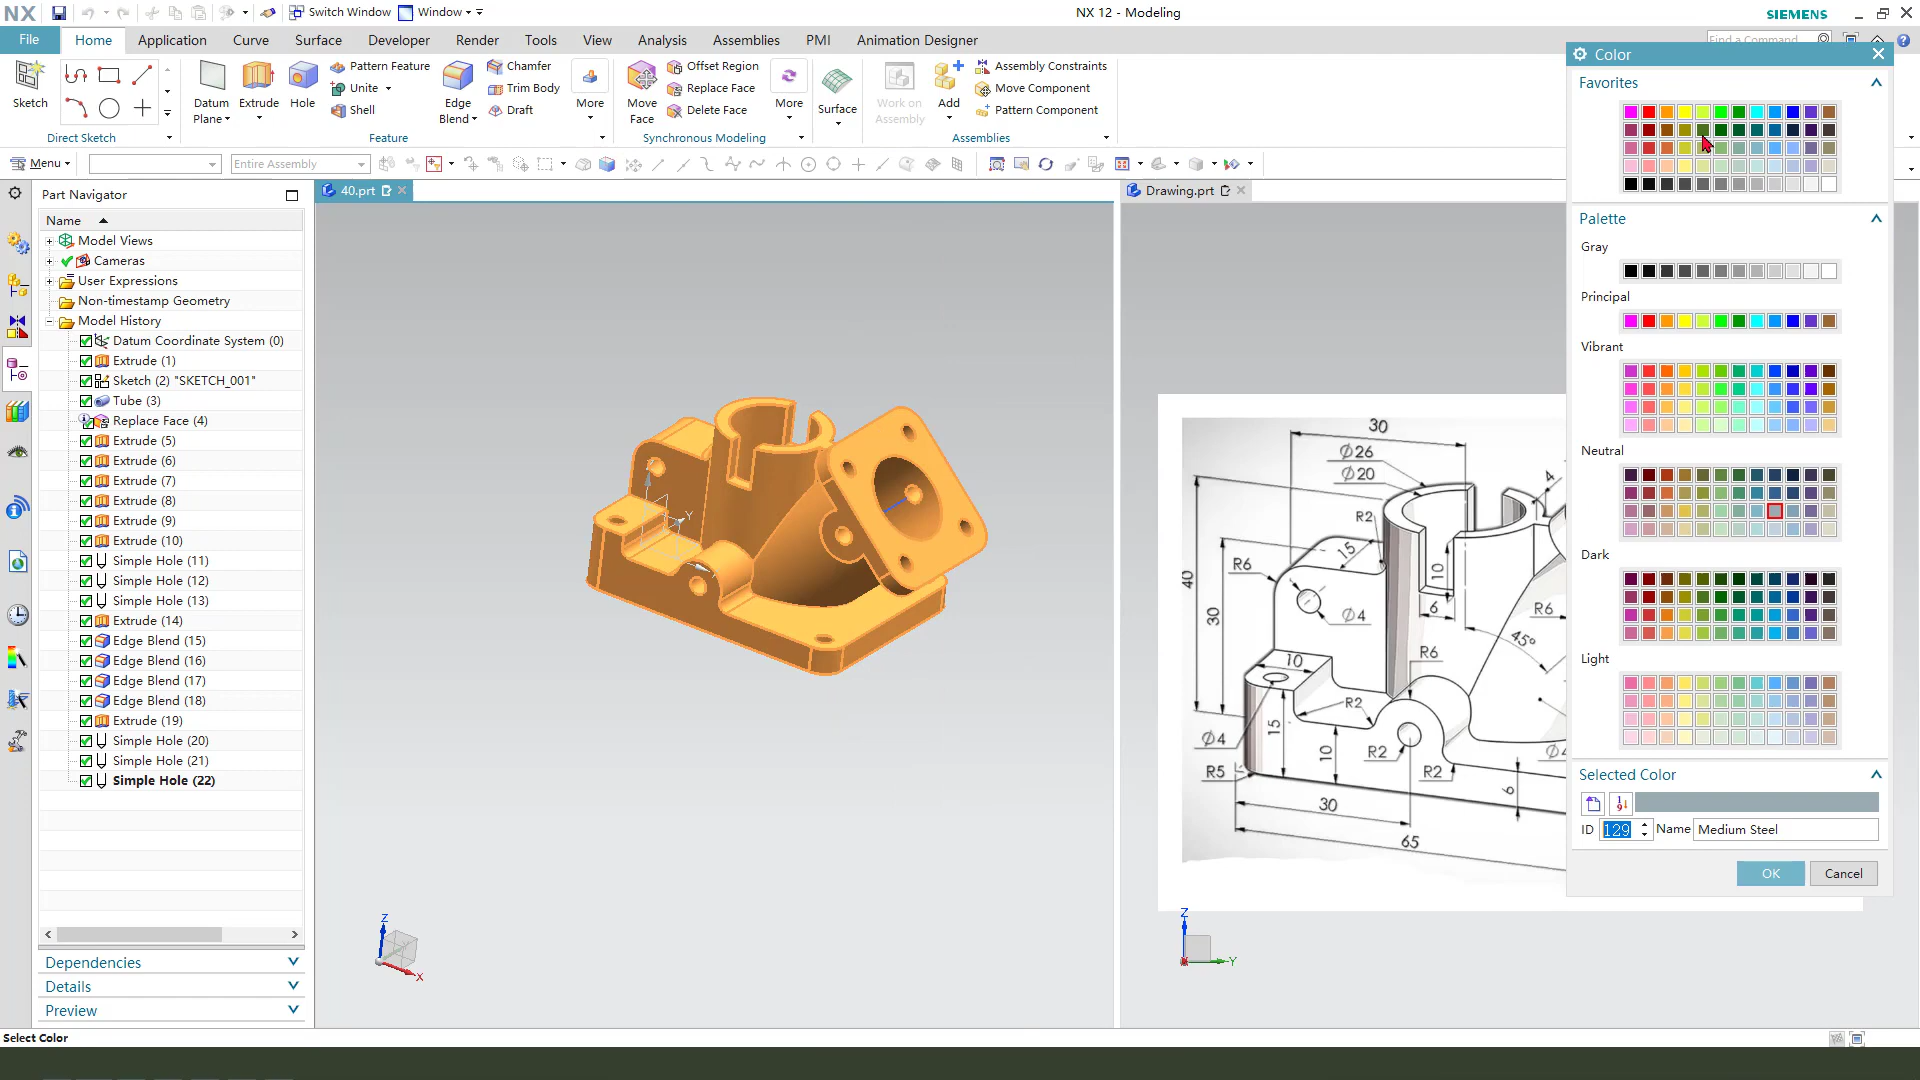 NX
Switch Window
Window
NX 12 - Modeling
SIEMENS
File
Home
Application
Curve
Surface
Developer
Render
Tools
View
Analysis
Assemblies
PMI
Animation Designer
Find a Command
Sketch
Direct Sketch
Datum
Plane
Extrude
Hole
Pattern Feature
Unite
Shell
Edge
Blend
Chamfer
Trim Body
Draft
More
Feature
Move
Face
Offset Region
Replace Face
Delete Face
More
Synchronous Modeling
Surface
Work on
Assembly
Add
Assembly Constraints
Move Component
Pattern Component
Assemblies
Menu
Entire Assembly
Part Navigator
Name
Model Views
Cameras
User Expressions
Non-timestamp Geometry
Model History
Datum Coordinate System (0)
Extrude (1)
Sketch (2) "SKETCH_001"
Tube (3)
Replace Face (4)
Extrude (5)
Extrude (6)
Extrude (7)
Extrude (8)
Extrude (9)
Extrude (10)
Simple Hole (11)
Simple Hole (12)
Simple Hole (13)
Extrude (14)
Edge Blend (15)
Edge Blend (16)
Edge Blend (17)
Edge Blend (18)
Extrude (19)
Simple Hole (20)
Simple Hole (21)
Simple Hole (22)
Dependencies
Details
Preview
Select Color
40.prt
Y
Z
X
Drawing.prt
30
Ø26
Ø20
4
R2
15
R6
10
40
30
Ø4
6
R6
45°
R6
10
R2
Ø4
15
10
R2
R2
R5
6
30
65
Z
Y
Color
Favorites
Palette
Gray
Principal
Vibrant
Neutral
Dark
Light
Selected Color
ID 129 Name Medium Steel
OK
Cancel